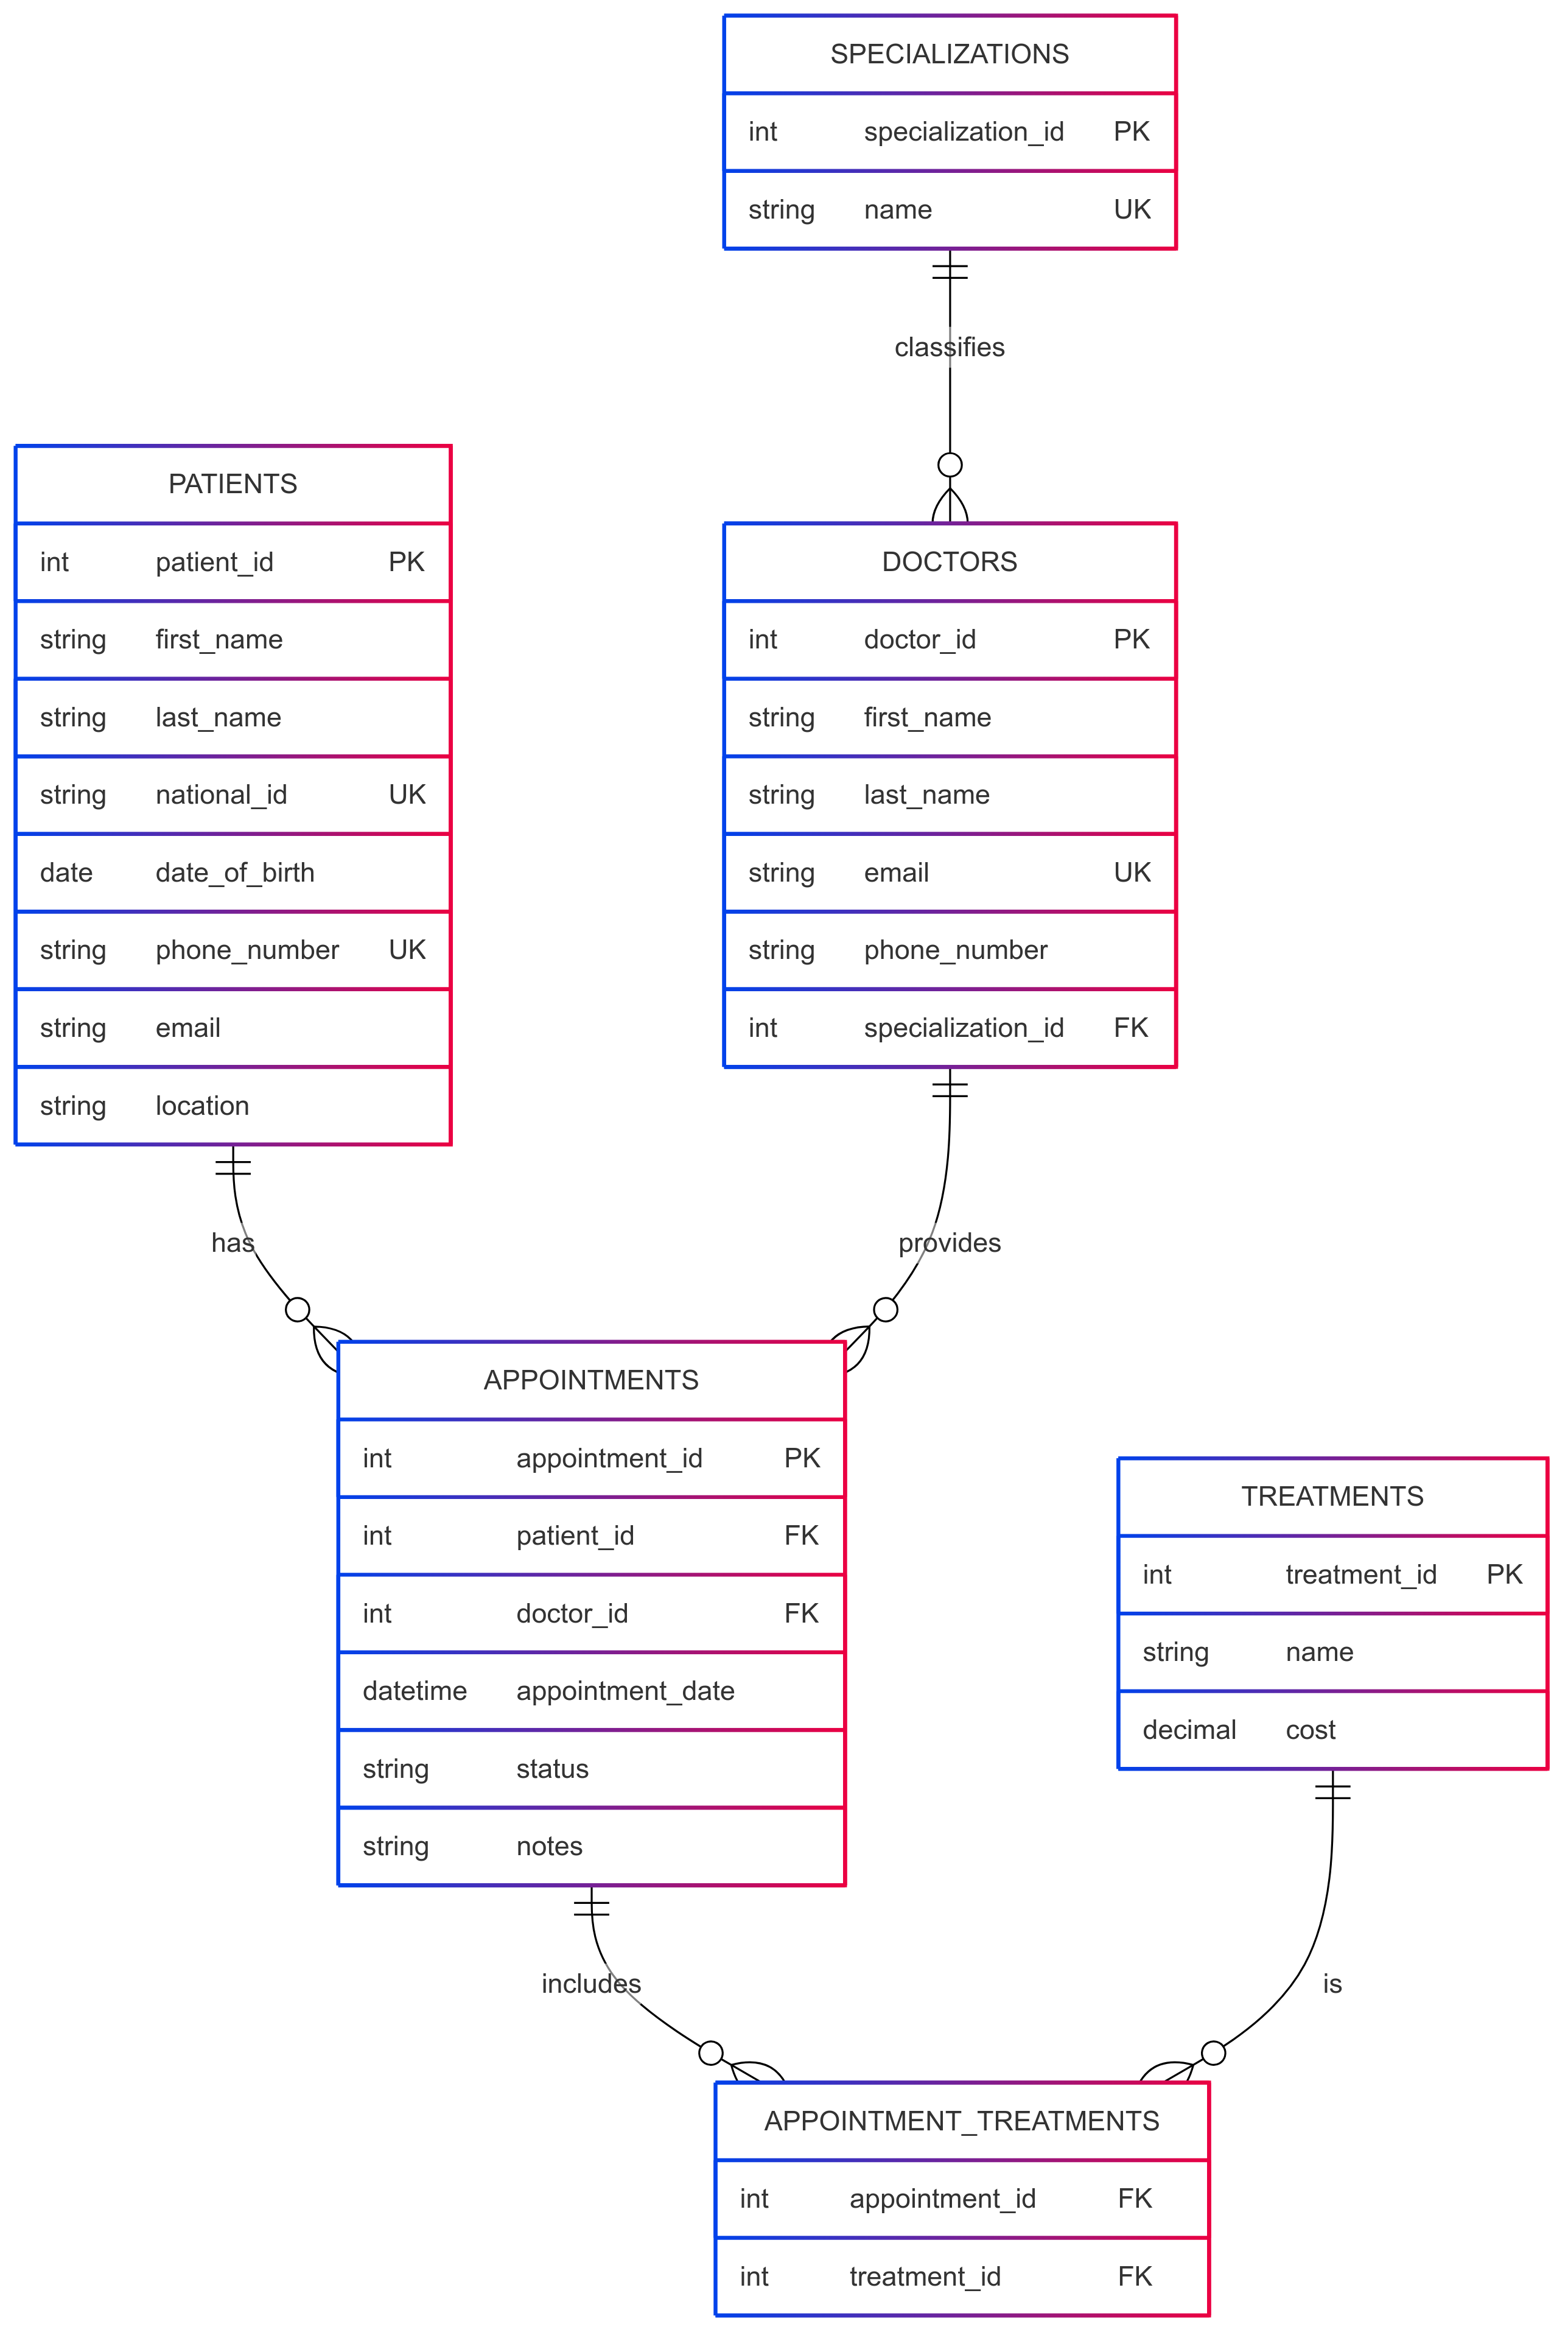 SPECIALIZATIONS
int specialization_id PK
string name UK
classifies
PATIENTS
int patient_id PK
string first_name
string last_name
string national_id UK
date date_of_birth
string phone_number UK
string email
string location
DOCTORS
int doctor_id PK
string first_name
string last_name
string email UK
string phone_number
int specialization_id FK
has
provides
APPOINTMENTS
int appointment_id PK
int patient_id FK
int doctor_id FK
datetime appointment_date
string status
string notes
TREATMENTS
int treatment_id PK
string name
decimal cost
includes
is
APPOINTMENT_TREATMENTS
int appointment_id FK
int treatment_id FK